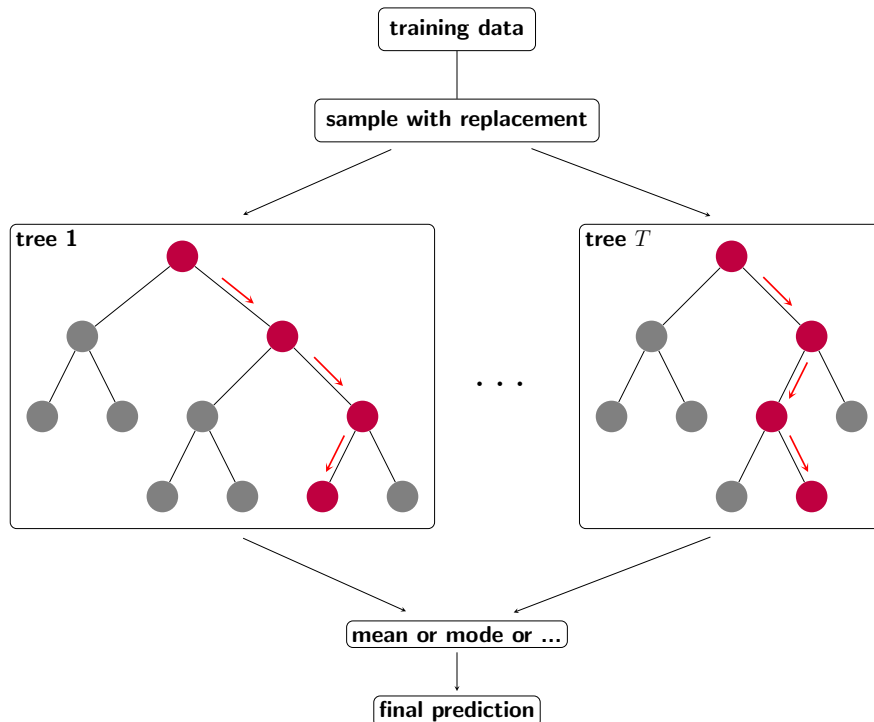 training data
sample with replacement
tree 1
tree T
. . .
mean or mode or ...
final prediction